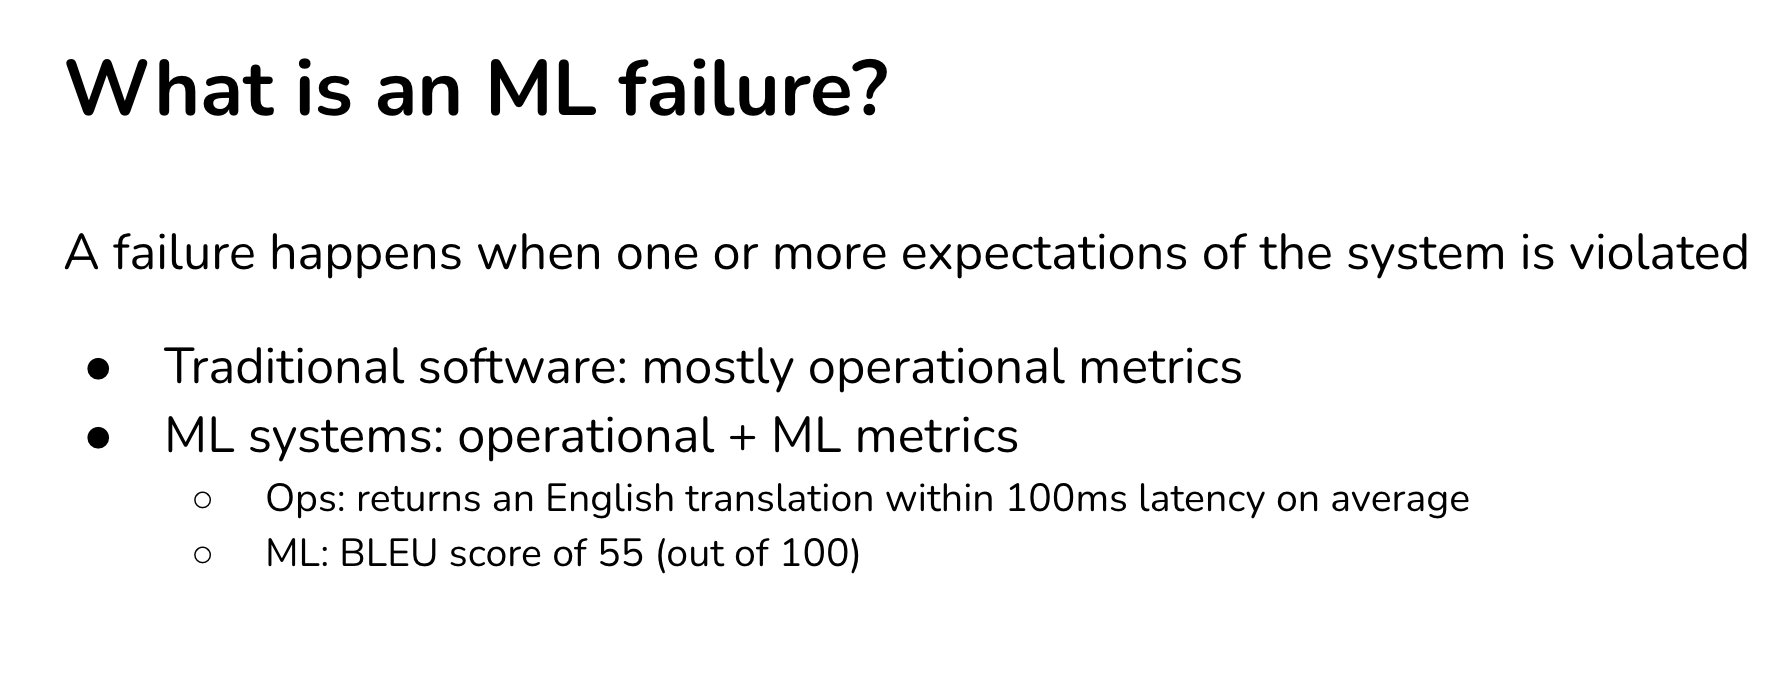 What is an ML failure?
A failure happens when one or more expectations of the system is violated
● Traditional software: mostly operational metrics
● ML systems: operational + ML metrics
○ Ops: returns an English translation within 100ms latency on average
○ ML: BLEU score of 55 (out of 100)